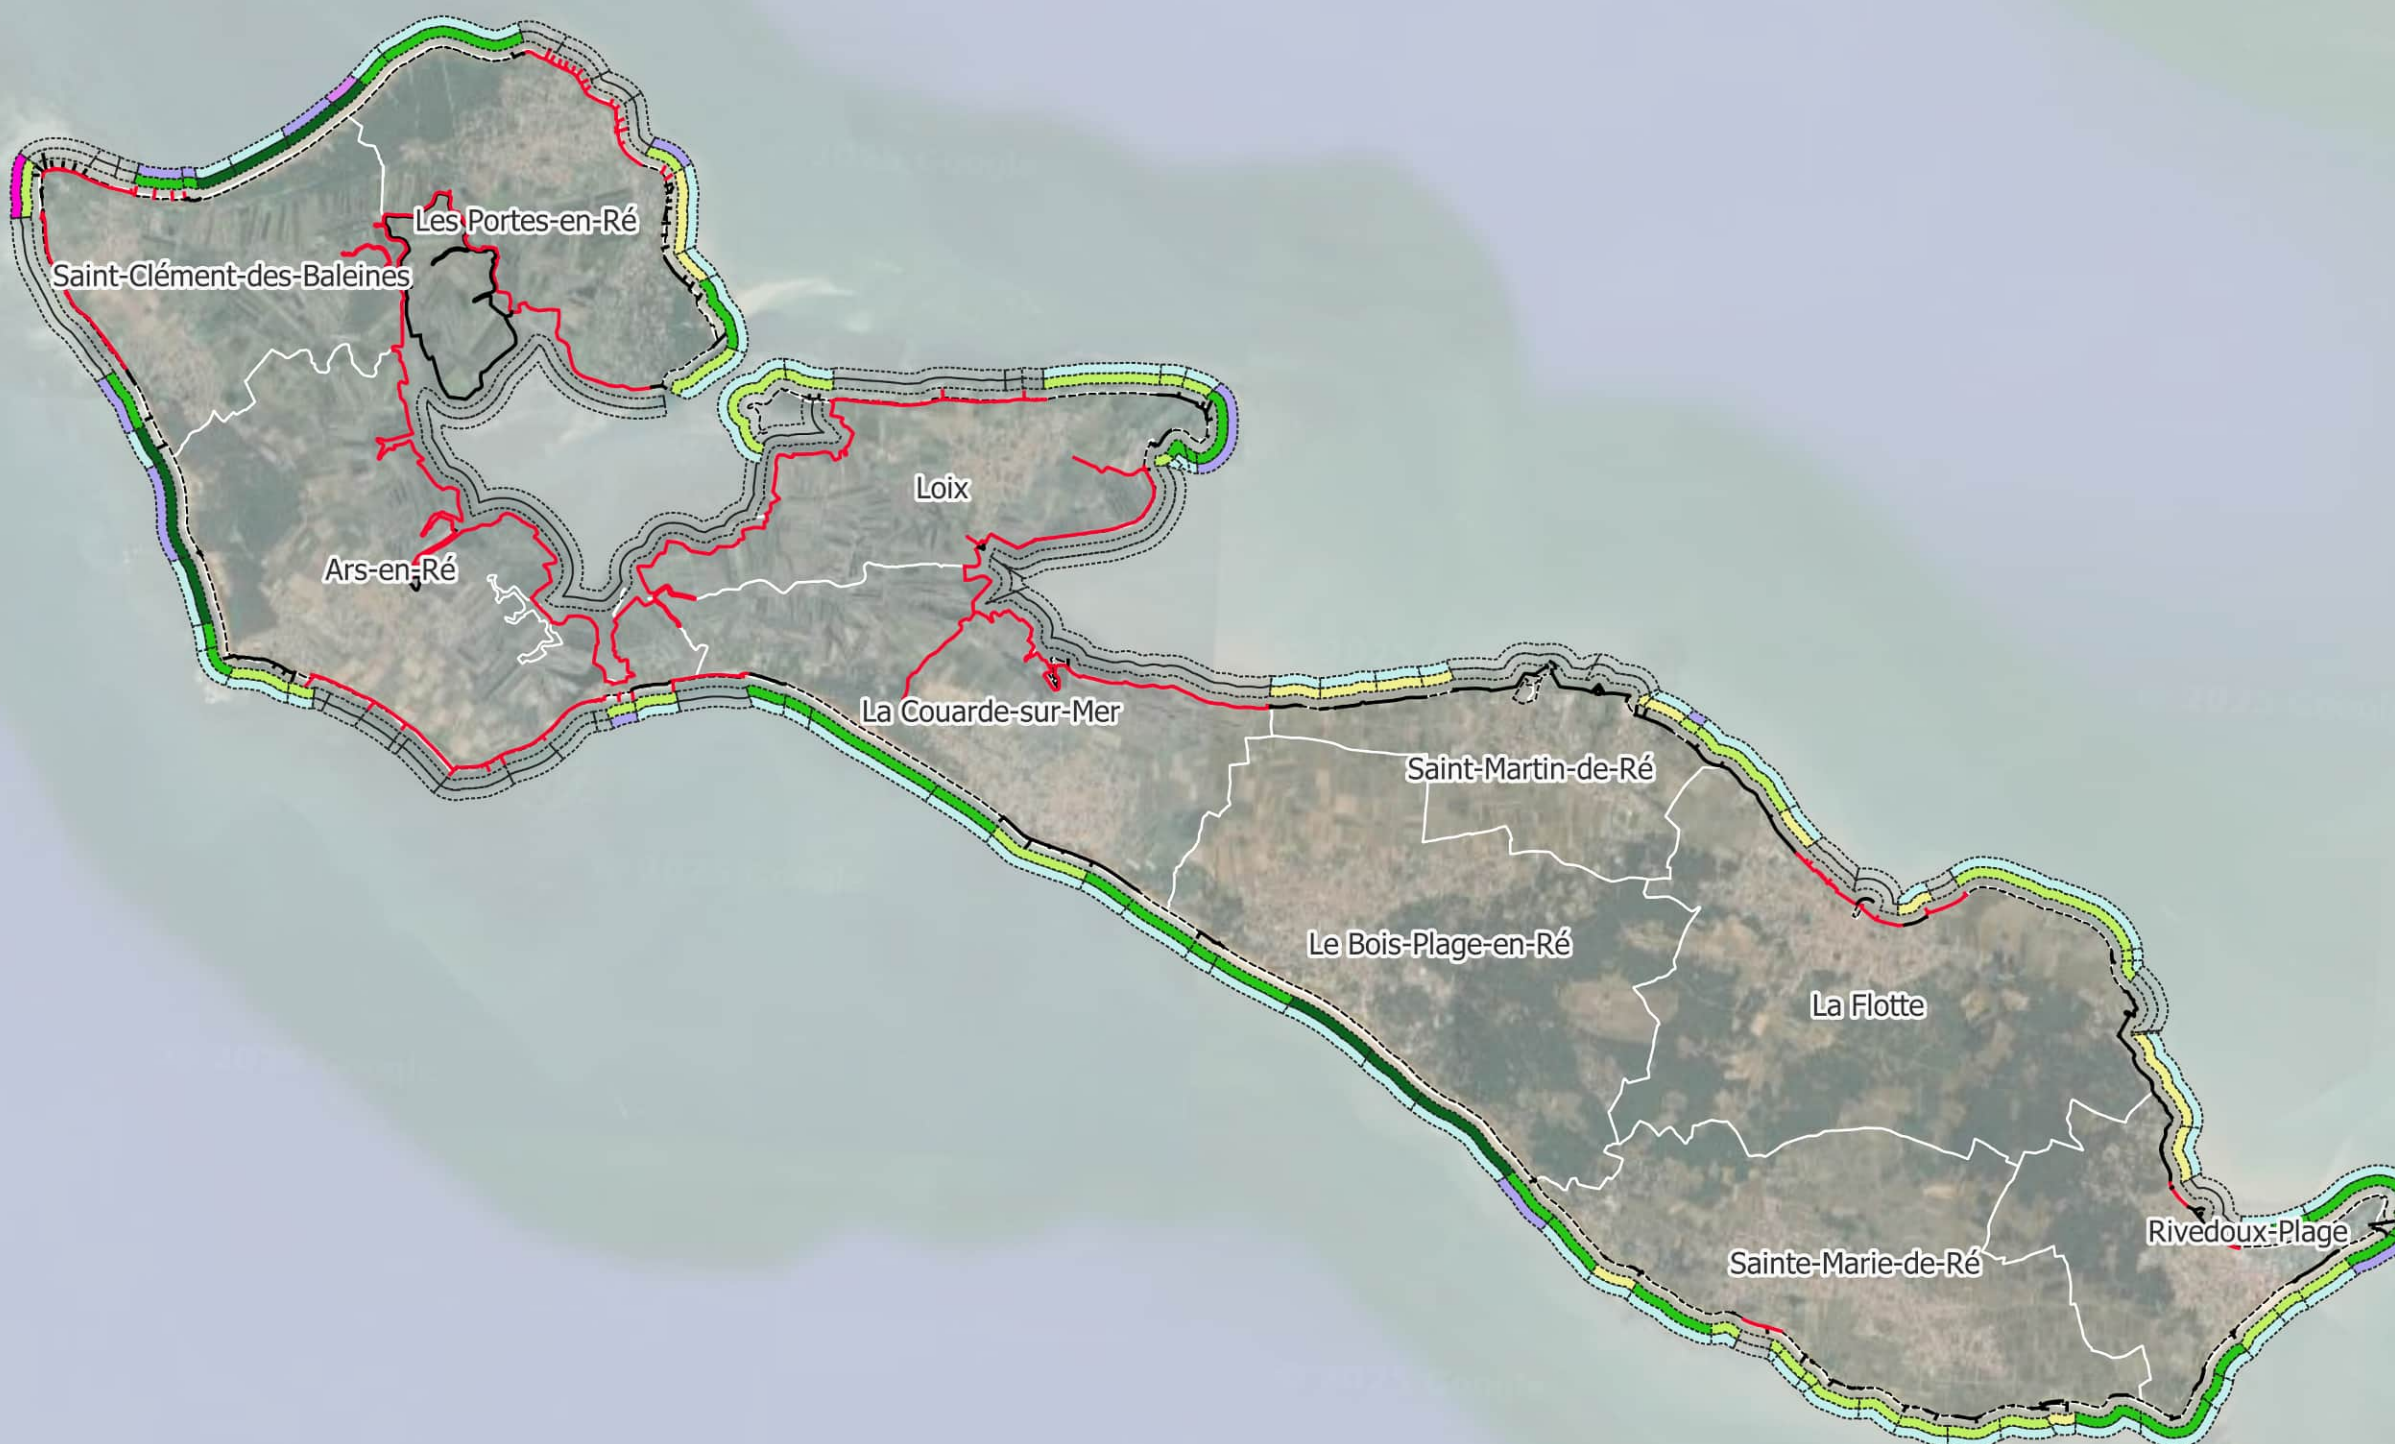 Les Portes-en-Ré
Saint-Clément-des-Baleines
Loix
Ars-en-Ré
La Couarde-sur-Mer
Saint-Martin-de-Ré
Le Bois-Plage-en-Ré
La Flotte
Rivedoux-Plage
Sainte-Marie-de-Ré